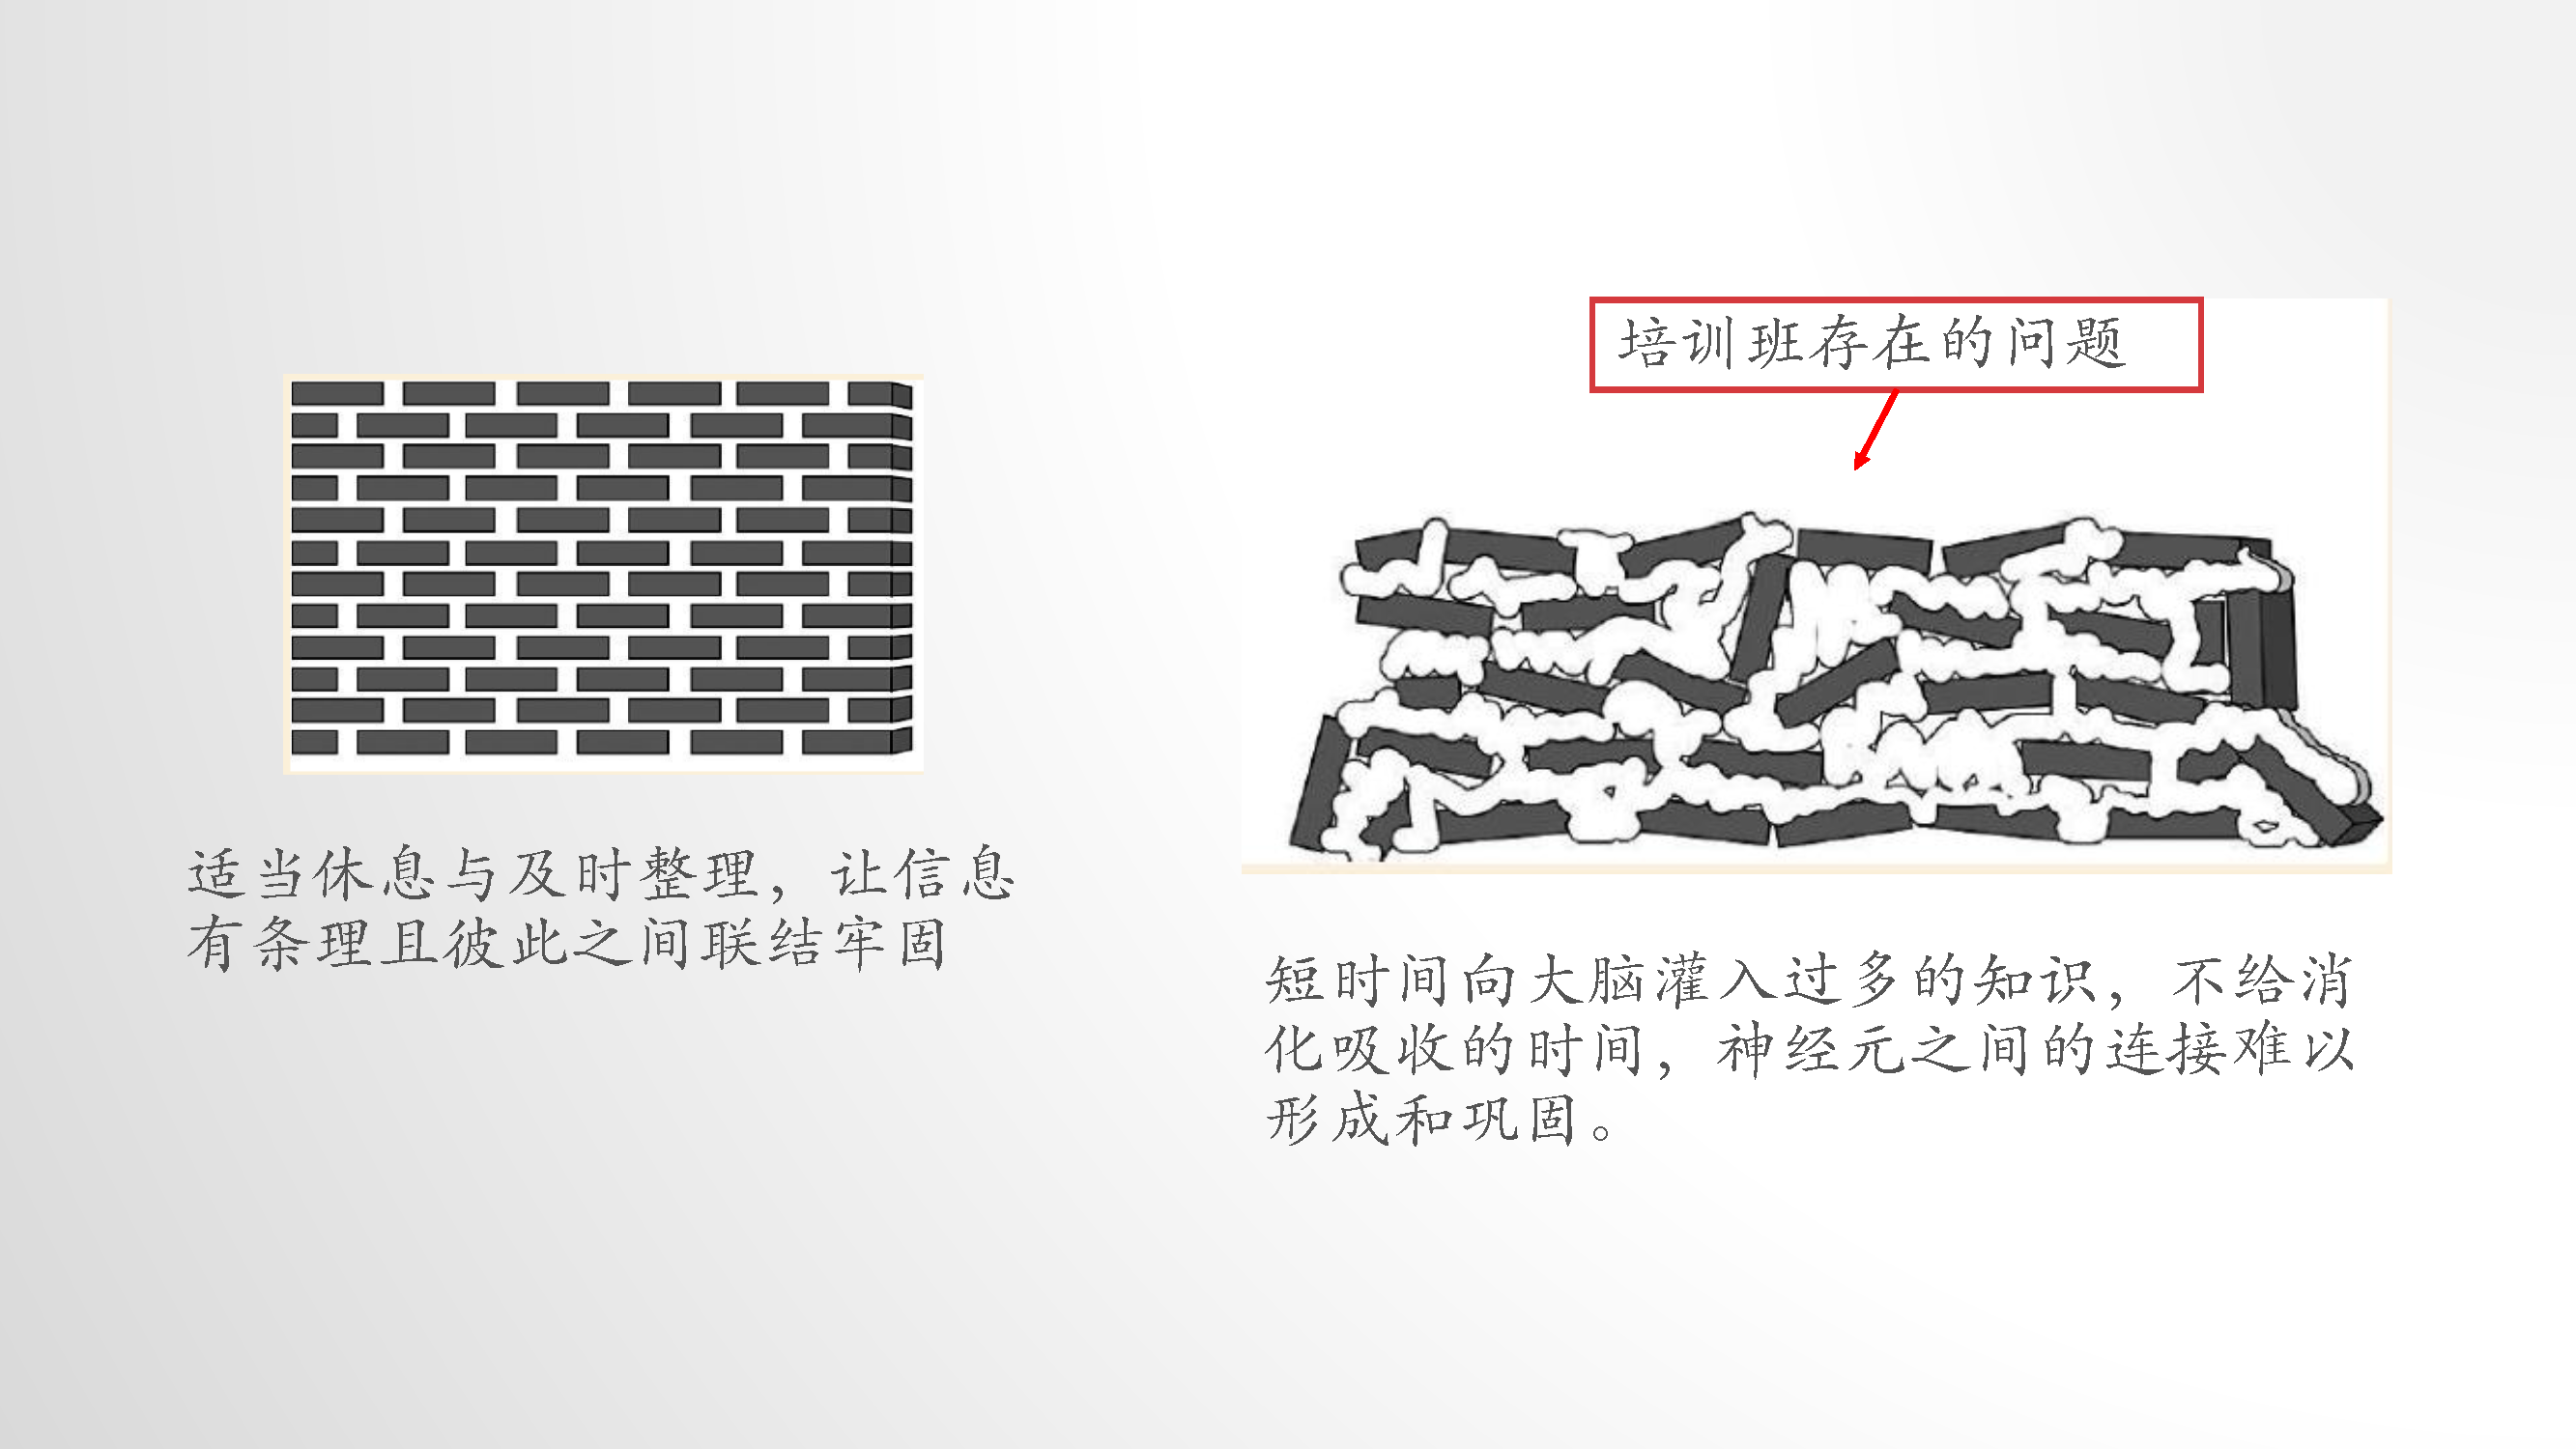 培训班存在的问题
适当休息与及时整理，让信息
有条理且彼此之间联结牢固
短时间向大脑灌入过多的知识，不给消
化吸收的时间，神经元之间的连接难以
形成和巩固。